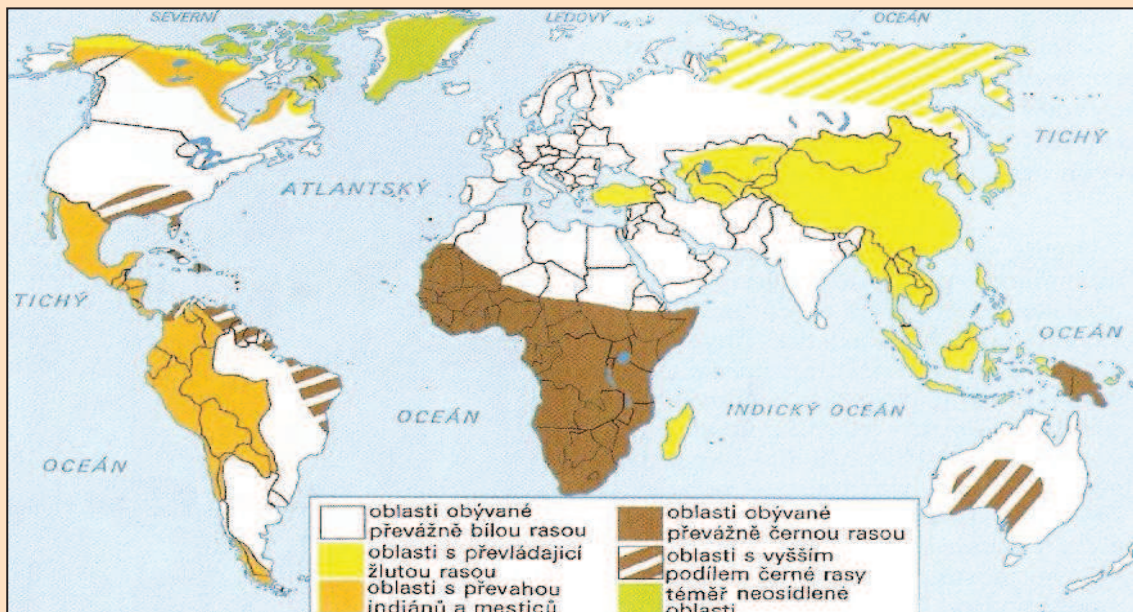 SEVERNÍ LEDOVÝ OCEÁN
TICHÝ
ATLANTSKÝ
TICHÝ
OCEÁN
OCEÁN
INDICKÝ OCEÁN
OCEÁN
oblasti obývané
převážně bílou rasou
oblasti s převládající
žlutou rasou
oblasti s převahou
indiánů a mesticů
oblasti obývané
převážně černou rasou
oblasti s vyšším
podílem černé rasy
téměř neosídlené
oblasti